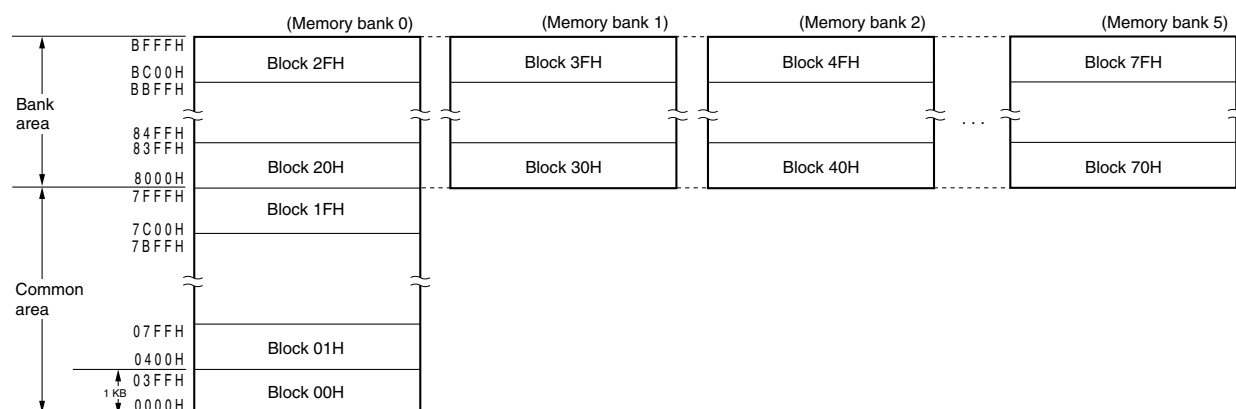 (Memory bank 0) (Memory bank 1) (Memory bank 2) (Memory bank 5)
BFFFH
Block 2FH Block 3FH Block 4FH Block 7FH
BC00H
BBFFH
Bank
area
. . .
84FFH
83FFH
Block 20H Block 30H Block 40H Block 70H
8000H
7FFFH
Block 1FH
7C00H
7BFFH
Common
area
07FFH
Block 01H
0400H
03FFH
1 KB
Block 00H
0000H